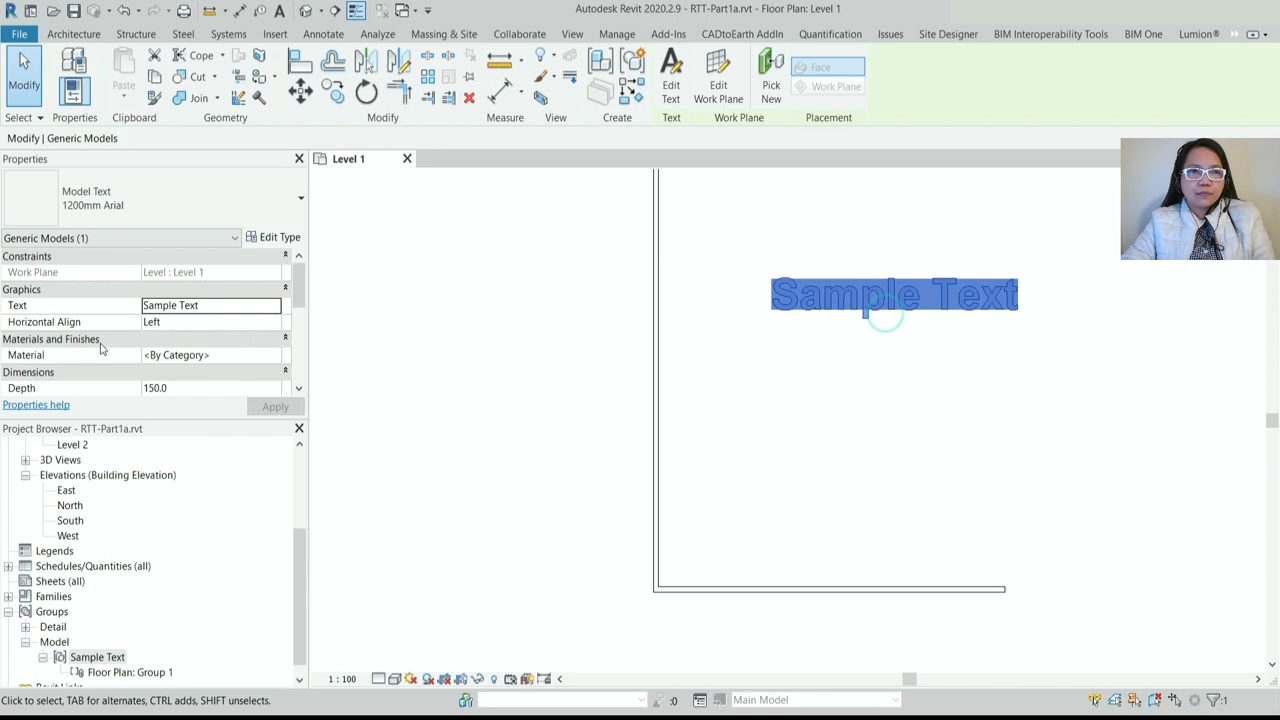 Autodesk Revit 2020.2.9 - RTT-Part1a.rvt - Floor Plan: Level 1
File Architecture Structure Steel Systems Insert Annotate Analyze Massing & Site Collaborate View Manage Add-Ins CADtoEarth AddIn Quantification Issues Site Designer BIM Interoperability Tools BIM One Lumion®
Modify Properties Paste Cope Cut Join Edit Text Edit Work Plane Pick New Face Work Plane
Select Properties Clipboard Geometry Modify Measure View Create Text Work Plane Placement
Modify | Generic Models
Properties
Level 1
Model Text
1200mm Arial
Generic Models (1) Edit Type
Constraints
Work Plane Level : Level 1
Graphics
Text Sample Text
Horizontal Align Left
Materials and Finishes
Material <By Category>
Dimensions
Depth 150.0
Properties help Apply
Sample Text
Project Browser - RTT-Part1a.rvt
Level 2
3D Views
Elevations (Building Elevation)
East
North
South
West
Legends
Schedules/Quantities (all)
Sheets (all)
Families
Groups
Detail
Model
Sample Text
Floor Plan: Group 1
1 : 100
Click to select, TAB for alternates, CTRL adds, SHIFT unselects. :0 Main Model :1